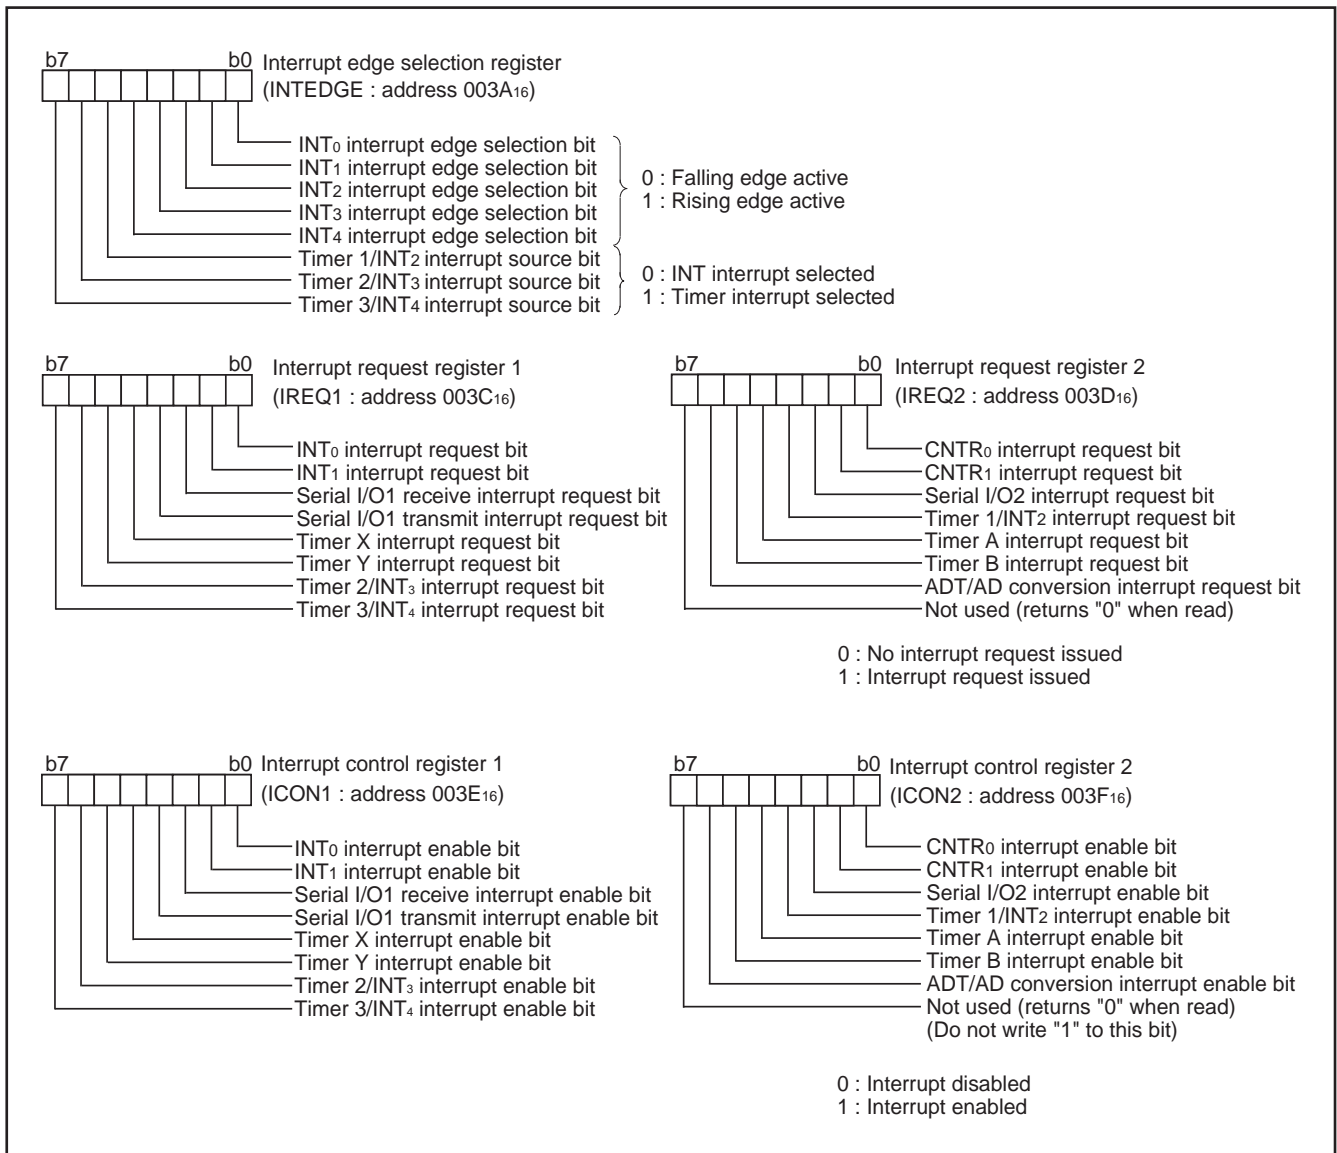 b7 b0 Interrupt edge selection register
(INTEDGE : address 003A16)
INT0 interrupt edge selection bit
INT1 interrupt edge selection bit
INT2 interrupt edge selection bit
INT3 interrupt edge selection bit
INT4 interrupt edge selection bit
Timer 1/INT2 interrupt source bit
Timer 2/INT3 interrupt source bit
Timer 3/INT4 interrupt source bit
0 : Falling edge active
1 : Rising edge active
0 : INT interrupt selected
1 : Timer interrupt selected
b7 b0 Interrupt request register 1
(IREQ1 : address 003C16)
INT0 interrupt request bit
INT1 interrupt request bit
Serial I/O1 receive interrupt request bit
Serial I/O1 transmit interrupt request bit
Timer X interrupt request bit
Timer Y interrupt request bit
Timer 2/INT3 interrupt request bit
Timer 3/INT4 interrupt request bit
b7 b0 Interrupt request register 2
(IREQ2 : address 003D16)
CNTR0 interrupt request bit
CNTR1 interrupt request bit
Serial I/O2 interrupt request bit
Timer 1/INT2 interrupt request bit
Timer A interrupt request bit
Timer B interrupt request bit
ADT/AD conversion interrupt request bit
Not used (returns "0" when read)
0 : No interrupt request issued
1 : Interrupt request issued
b7 b0 Interrupt control register 1
(ICON1 : address 003E16)
INT0 interrupt enable bit
INT1 interrupt enable bit
Serial I/O1 receive interrupt enable bit
Serial I/O1 transmit interrupt enable bit
Timer X interrupt enable bit
Timer Y interrupt enable bit
Timer 2/INT3 interrupt enable bit
Timer 3/INT4 interrupt enable bit
b7 b0 Interrupt control register 2
(ICON2 : address 003F16)
CNTR0 interrupt enable bit
CNTR1 interrupt enable bit
Serial I/O2 interrupt enable bit
Timer 1/INT2 interrupt enable bit
Timer A interrupt enable bit
Timer B interrupt enable bit
ADT/AD conversion interrupt enable bit
Not used (returns "0" when read)
(Do not write "1" to this bit)
0 : Interrupt disabled
1 : Interrupt enabled